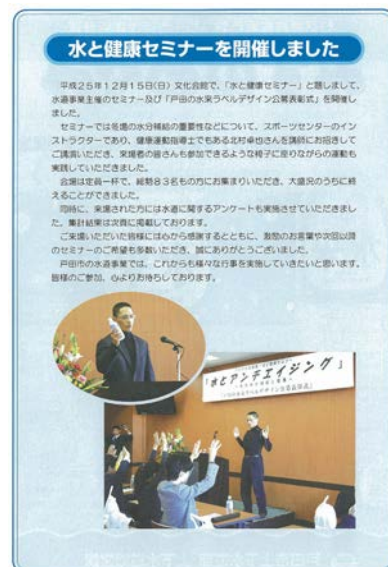 水と健康セミナーを開催しました
平成25年12月15日(日) 文化会館で、「水と健康セミナー」と題しまして、
水道事業主催のセミナー及び「戸田の水来ラベルデザイン公募表彰式」を開催し
ました。
セミナーでは冬場の水分補給の重要性などについて、スポーツセンターのイン
ストラクターであり、健康運動指導士でもある北村卓也さんを講師にお招きして
ご講演いただき、来場者の皆さんも参加できるような椅子に座りながらの運動も
実践していただきました。
会場は定員一杯で、総勢83名もの方にお集まりいただき、大盛況のうちに終
えることができました。
同時に、来場された方には水道に関するアンケートも実施させていただきまし
た。集計結果は次頁に掲載しております。
ご来場いただいた皆様には心から感謝するとともに、激励のお言葉や次回以降
のセミナーのご希望も多数いただき、誠にありがとうございました。
戸田市の水道事業では、これからも様々な行事を実施していきたいと思います。
皆様のご参加、心よりお待ちしております。
「水とアンチエイジング」